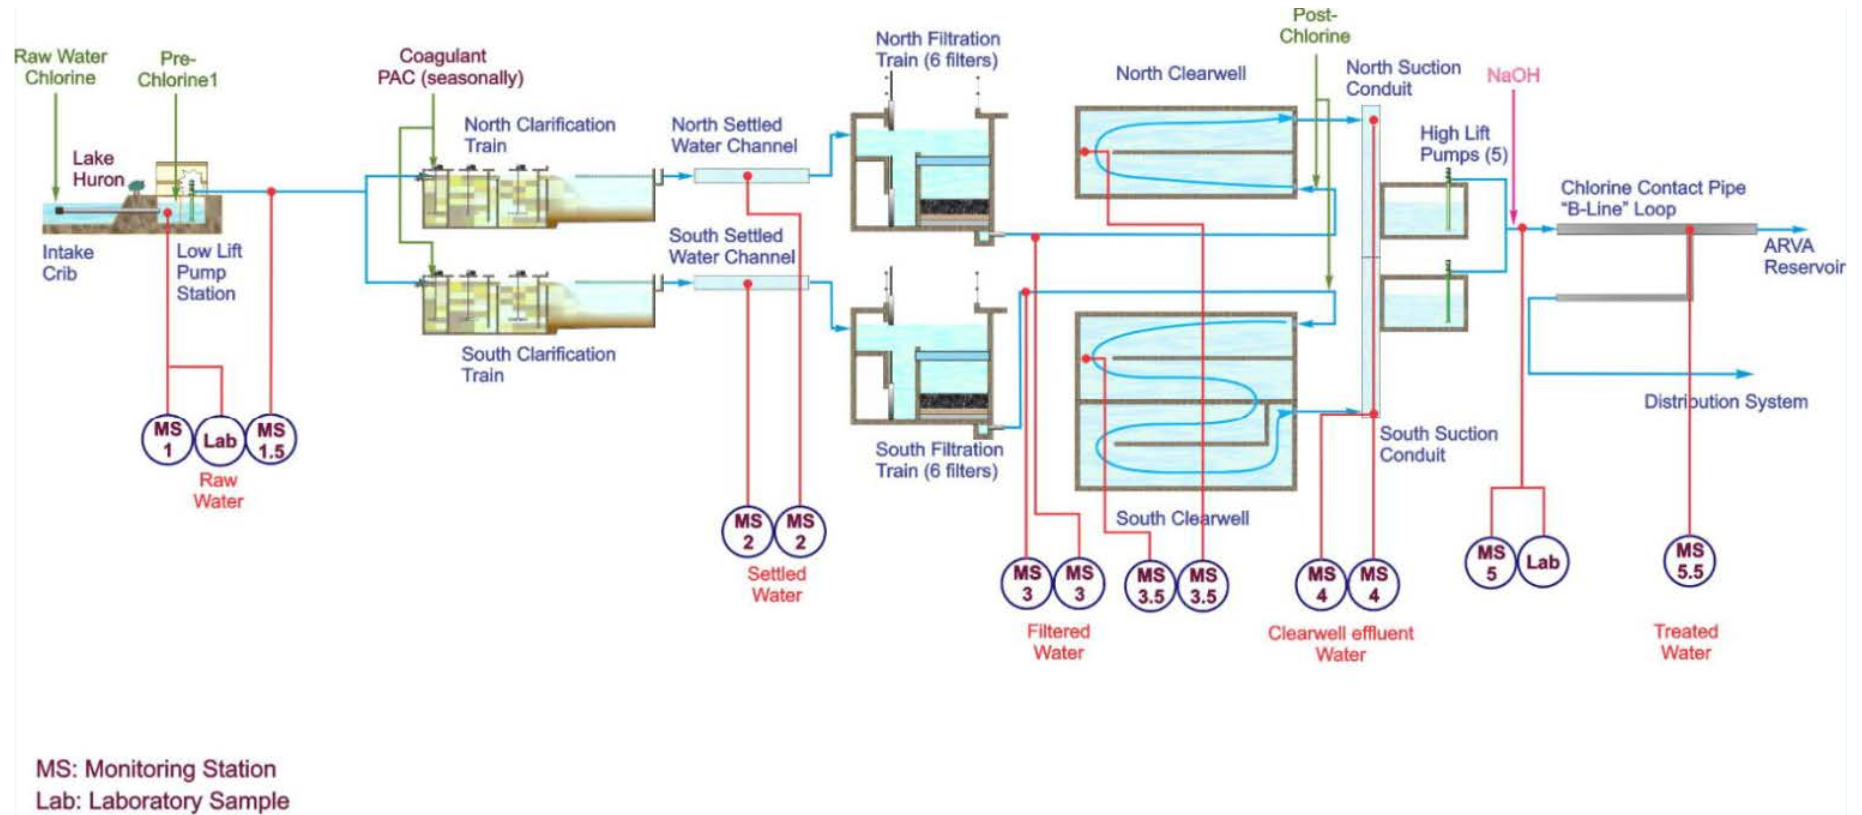 Raw Water
Chlorine
Pre-
Chlorine1
Coagulant
PAC (seasonally)
North Filtration
Train (6 filters)
Post-
Chlorine
North Clearwell
North Suction
Conduit
NaOH
Lake
Huron
North Clarification
Train
North Settled
Water Channel
High Lift
Pumps (5)
Chlorine Contact Pipe
“B-Line” Loop
Intake
Crib
Low Lift
Pump
Station
South Settled
Water Channel
ARVA
Reservoir
South Clarification
Train
South Filtration
Train (6 filters)
South Clearwell
South Suction
Conduit
Distribution System
MS
1
Lab
MS
1.5
Raw
Water
MS
2
MS
2
Settled
Water
MS
3
MS
3
Filtered
Water
MS
3.5
MS
3.5
MS
4
MS
4
Clearwell effluent
Water
MS
5
Lab
MS
5.5
Treated
Water
MS: Monitoring Station
Lab: Laboratory Sample